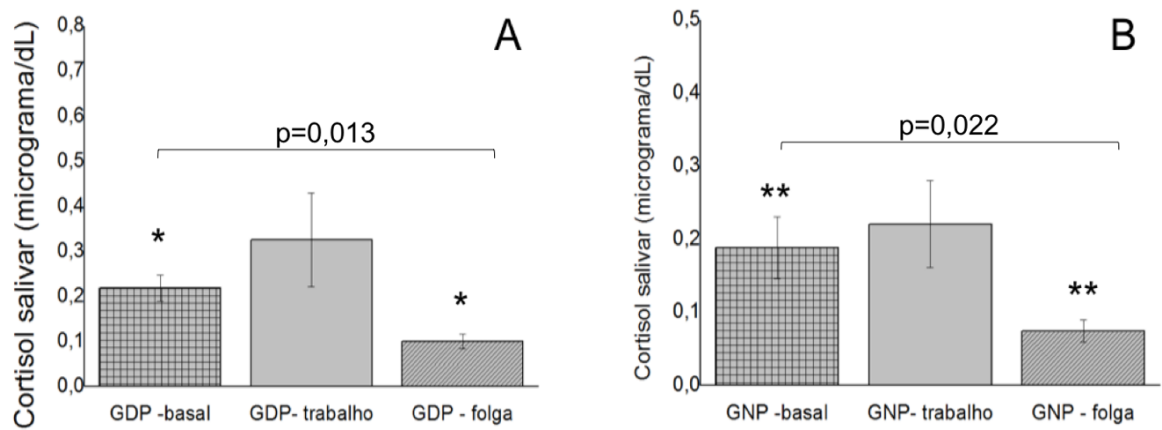 A
Cortisol salivar (micrograma/dL)
0,8
0,7
0,6
0,5
0,4
0,3
0,2
0,1
0,0
p=0,013
*
*
GDP -basal GDP- trabalho GDP - folga
B
Cortisol salivar (micrograma/dL)
0,5
0,4
0,3
0,2
0,1
0,0
p=0,022
**
**
GNP -basal GNP- trabalho GNP - folga